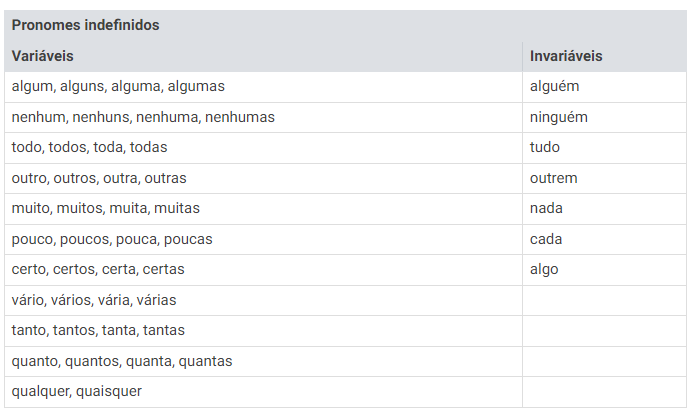 Pronomes indefinidos
Variáveis Invariáveis
algum, alguns, alguma, algumas alguém
nenhum, nenhuns, nenhuma, nenhumas ninguém
todo, todos, toda, todas tudo
outro, outros, outra, outras outrem
muito, muitos, muita, muitas nada
pouco, poucos, pouca, poucas cada
certo, certos, certa, certas algo
vário, vários, vária, várias
tanto, tantos, tanta, tantas
quanto, quantos, quanta, quantas
qualquer, quaisquer